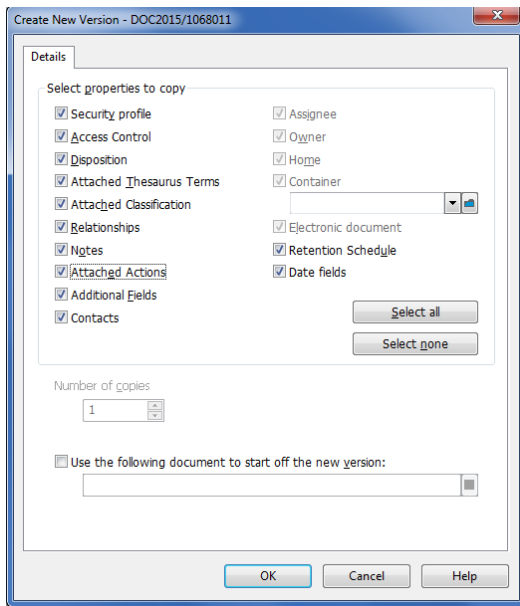 Create New Version - DOC2015/1068011
Details
Select properties to copy
Security profile
Access Control
Disposition
Attached Thesaurus Terms
Attached Classification
Relationships
Notes
Attached Actions
Additional Fields
Contacts
Assignee
Owner
Home
Container
Electronic document
Retention Schedule
Date fields
Select all
Select none
Number of copies
1
Use the following document to start off the new version:
OK
Cancel
Help